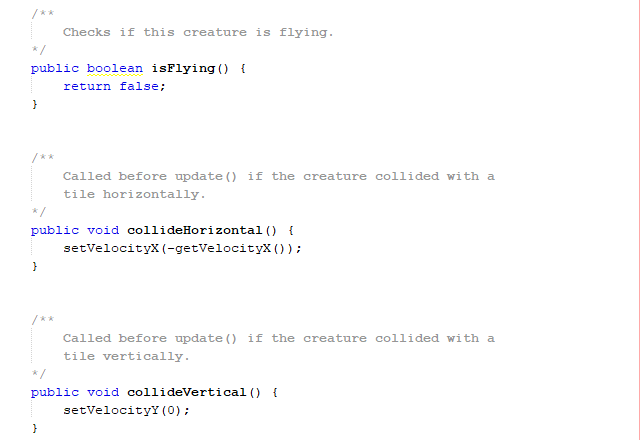 /**
Checks if this creature is flying.
*/
public boolean isFlying() {
return false;
}
/**
Called before update() if the creature collided with a
tile horizontally.
*/
public void collideHorizontal() {
setVelocityX(-getVelocityX());
}
/**
Called before update() if the creature collided with a
tile vertically.
*/
public void collideVertical() {
setVelocityY(0);
}